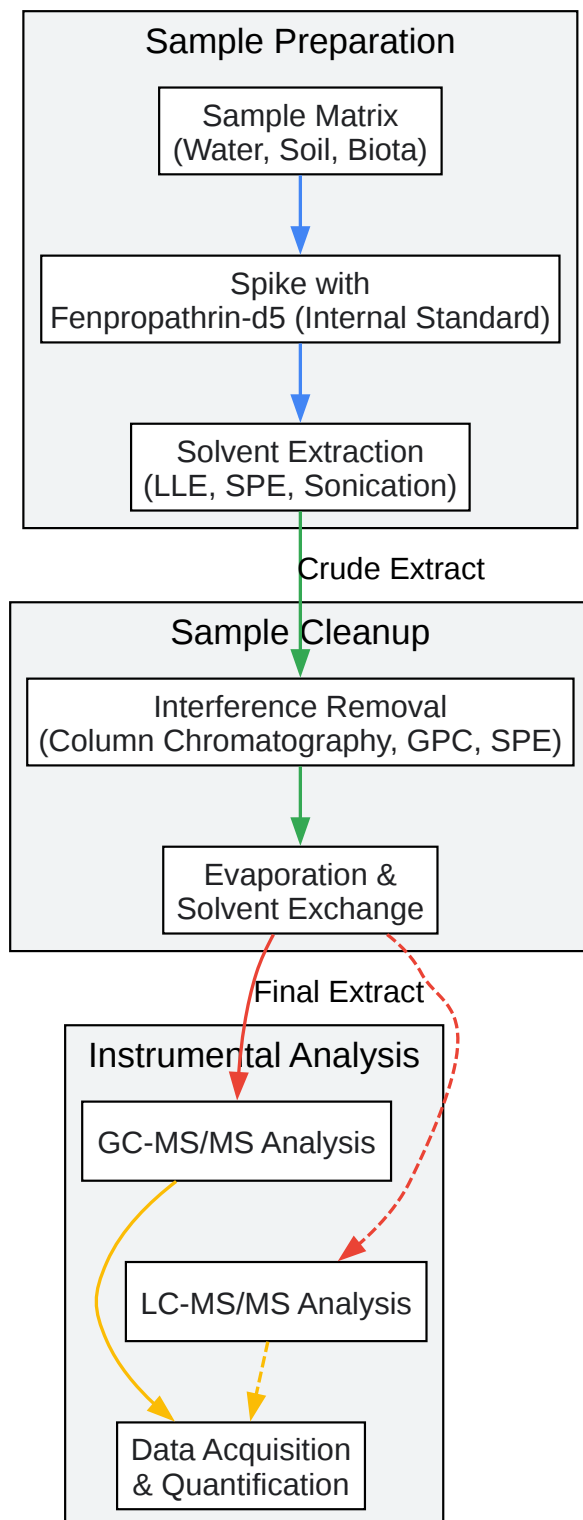 Sample Preparation
Sample Matrix
(Water, Soil, Biota)
Spike with
Fenpropathrin-d5 (Internal Standard)
Solvent Extraction
(LLE, SPE, Sonication)
Crude Extract
Sample Cleanup
Interference Removal
(Column Chromatography, GPC, SPE)
Evaporation &
Solvent Exchange
Final Extract
Instrumental Analysis
GC-MS/MS Analysis
LC-MS/MS Analysis
Data Acquisition
& Quantification